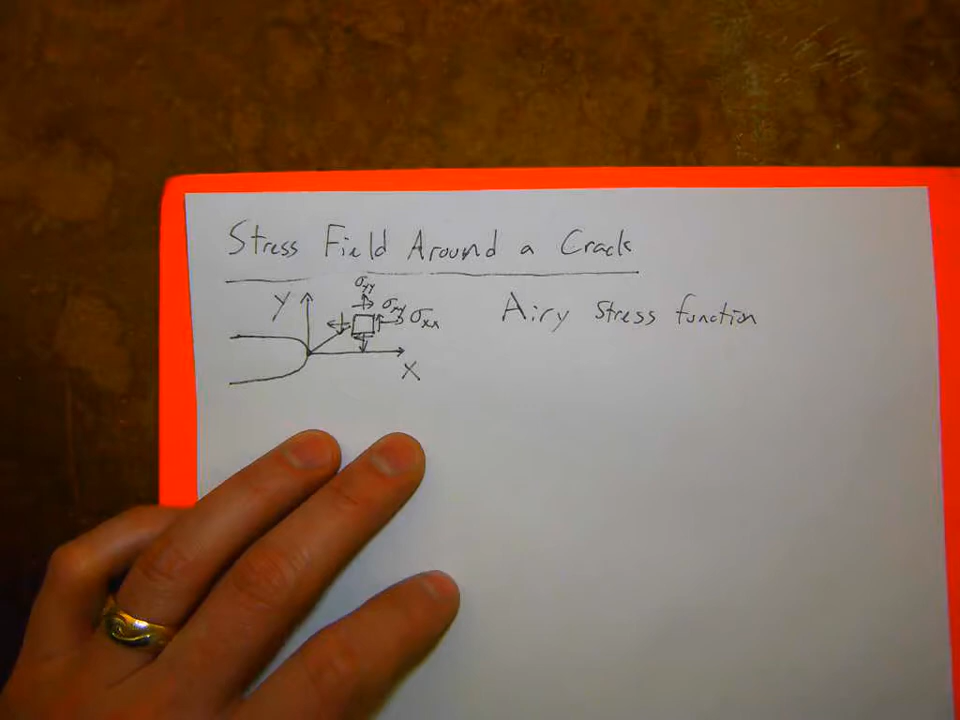 Stress Field Around a Crack
σyy
Y σxy σxx Airy stress function
X